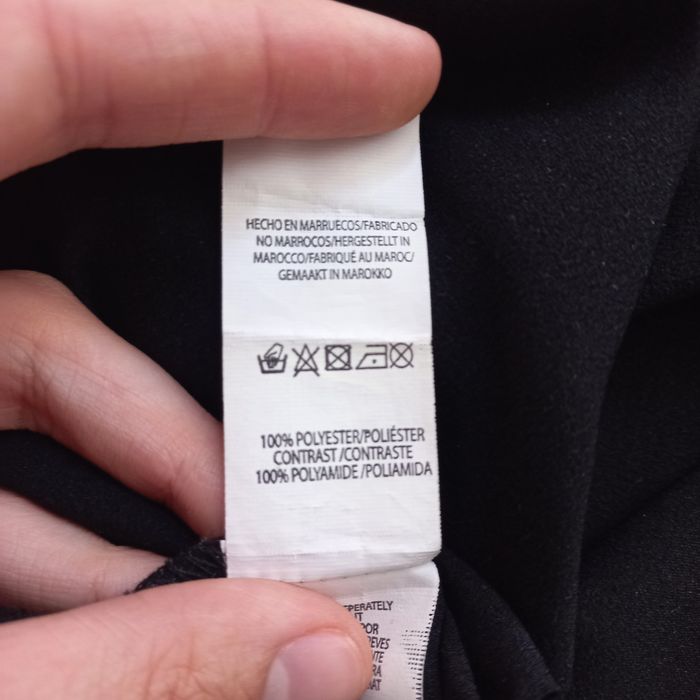 HECHO EN MARRUECOS/FABRICADO
NO MARROCOS/HERGESTELLT IN
MAROCCO/FABRIQUÉ AU MAROC/
GEMAAKT IN MAROKKO
100% POLYESTER/POLIÉSTER
CONTRAST /CONTRASTE
100% POLYAMIDE /POLIAMIDA